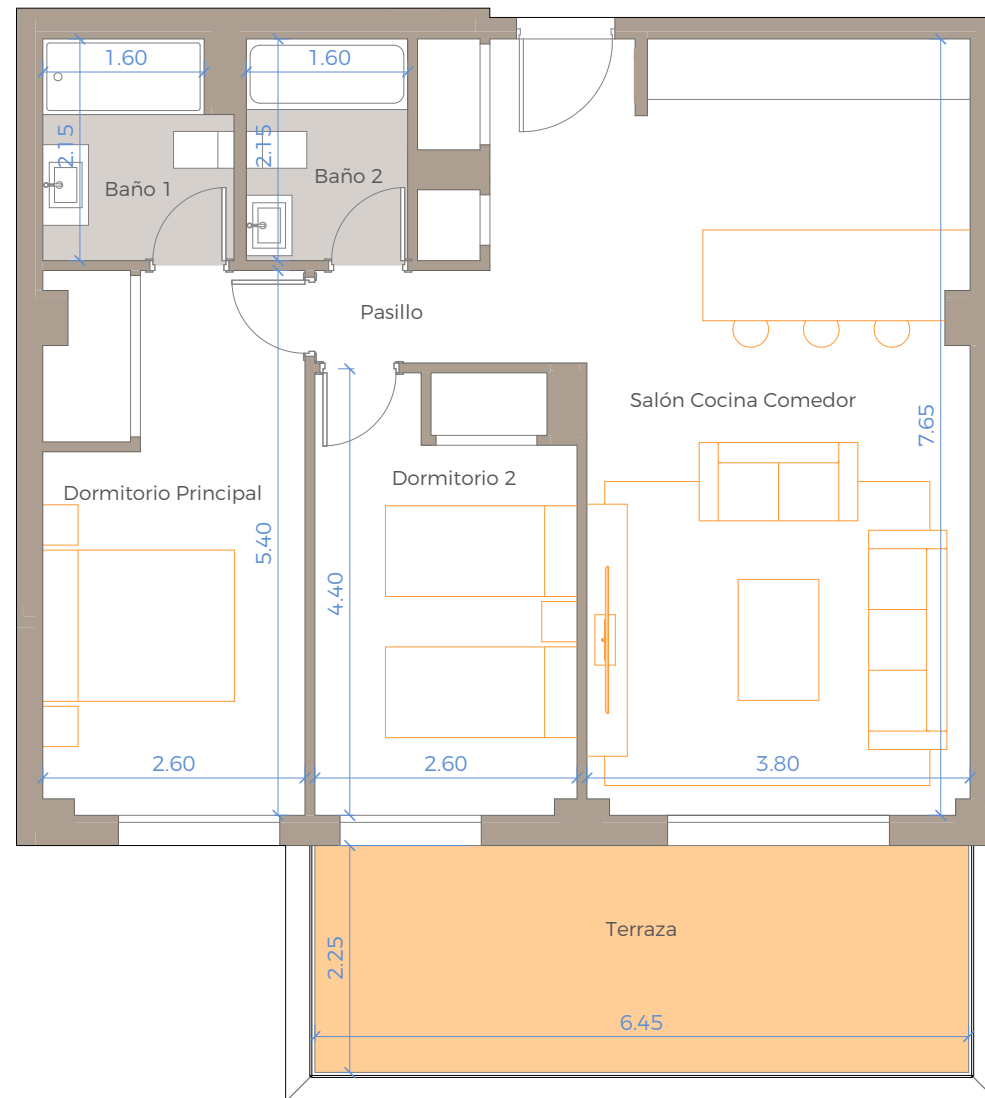 1.60
1.60
2.15
2.15
Baño 1
Baño 2
Pasillo
Salón Cocina Comedor
7.65
Dormitorio Principal
Dormitorio 2
5.40
4.40
2.60
2.60
3.80
Terraza
2.25
6.45